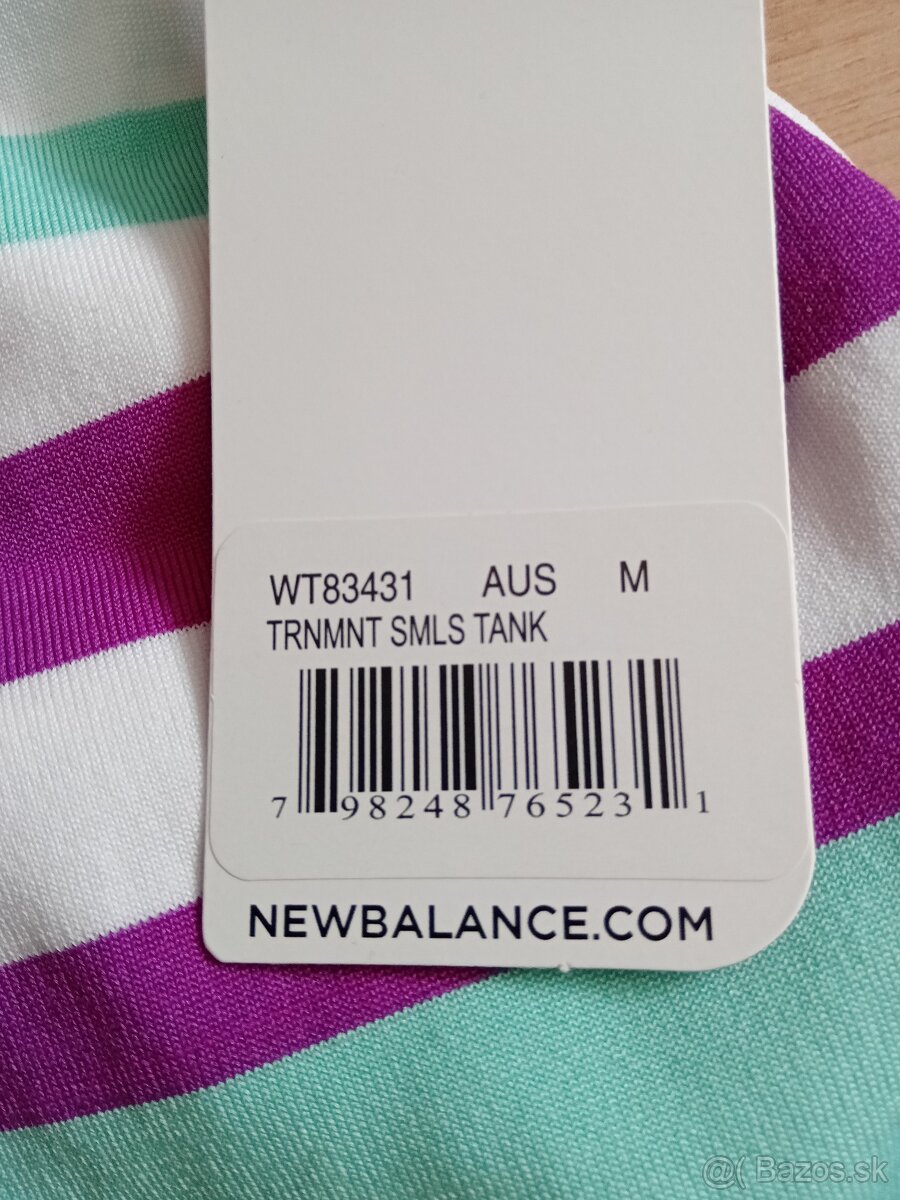 WT83431 AUS M
TRNMNT SMLS TANK
7 98248 76523 1
NEWBALANCE.COM
@( Bazos.sk